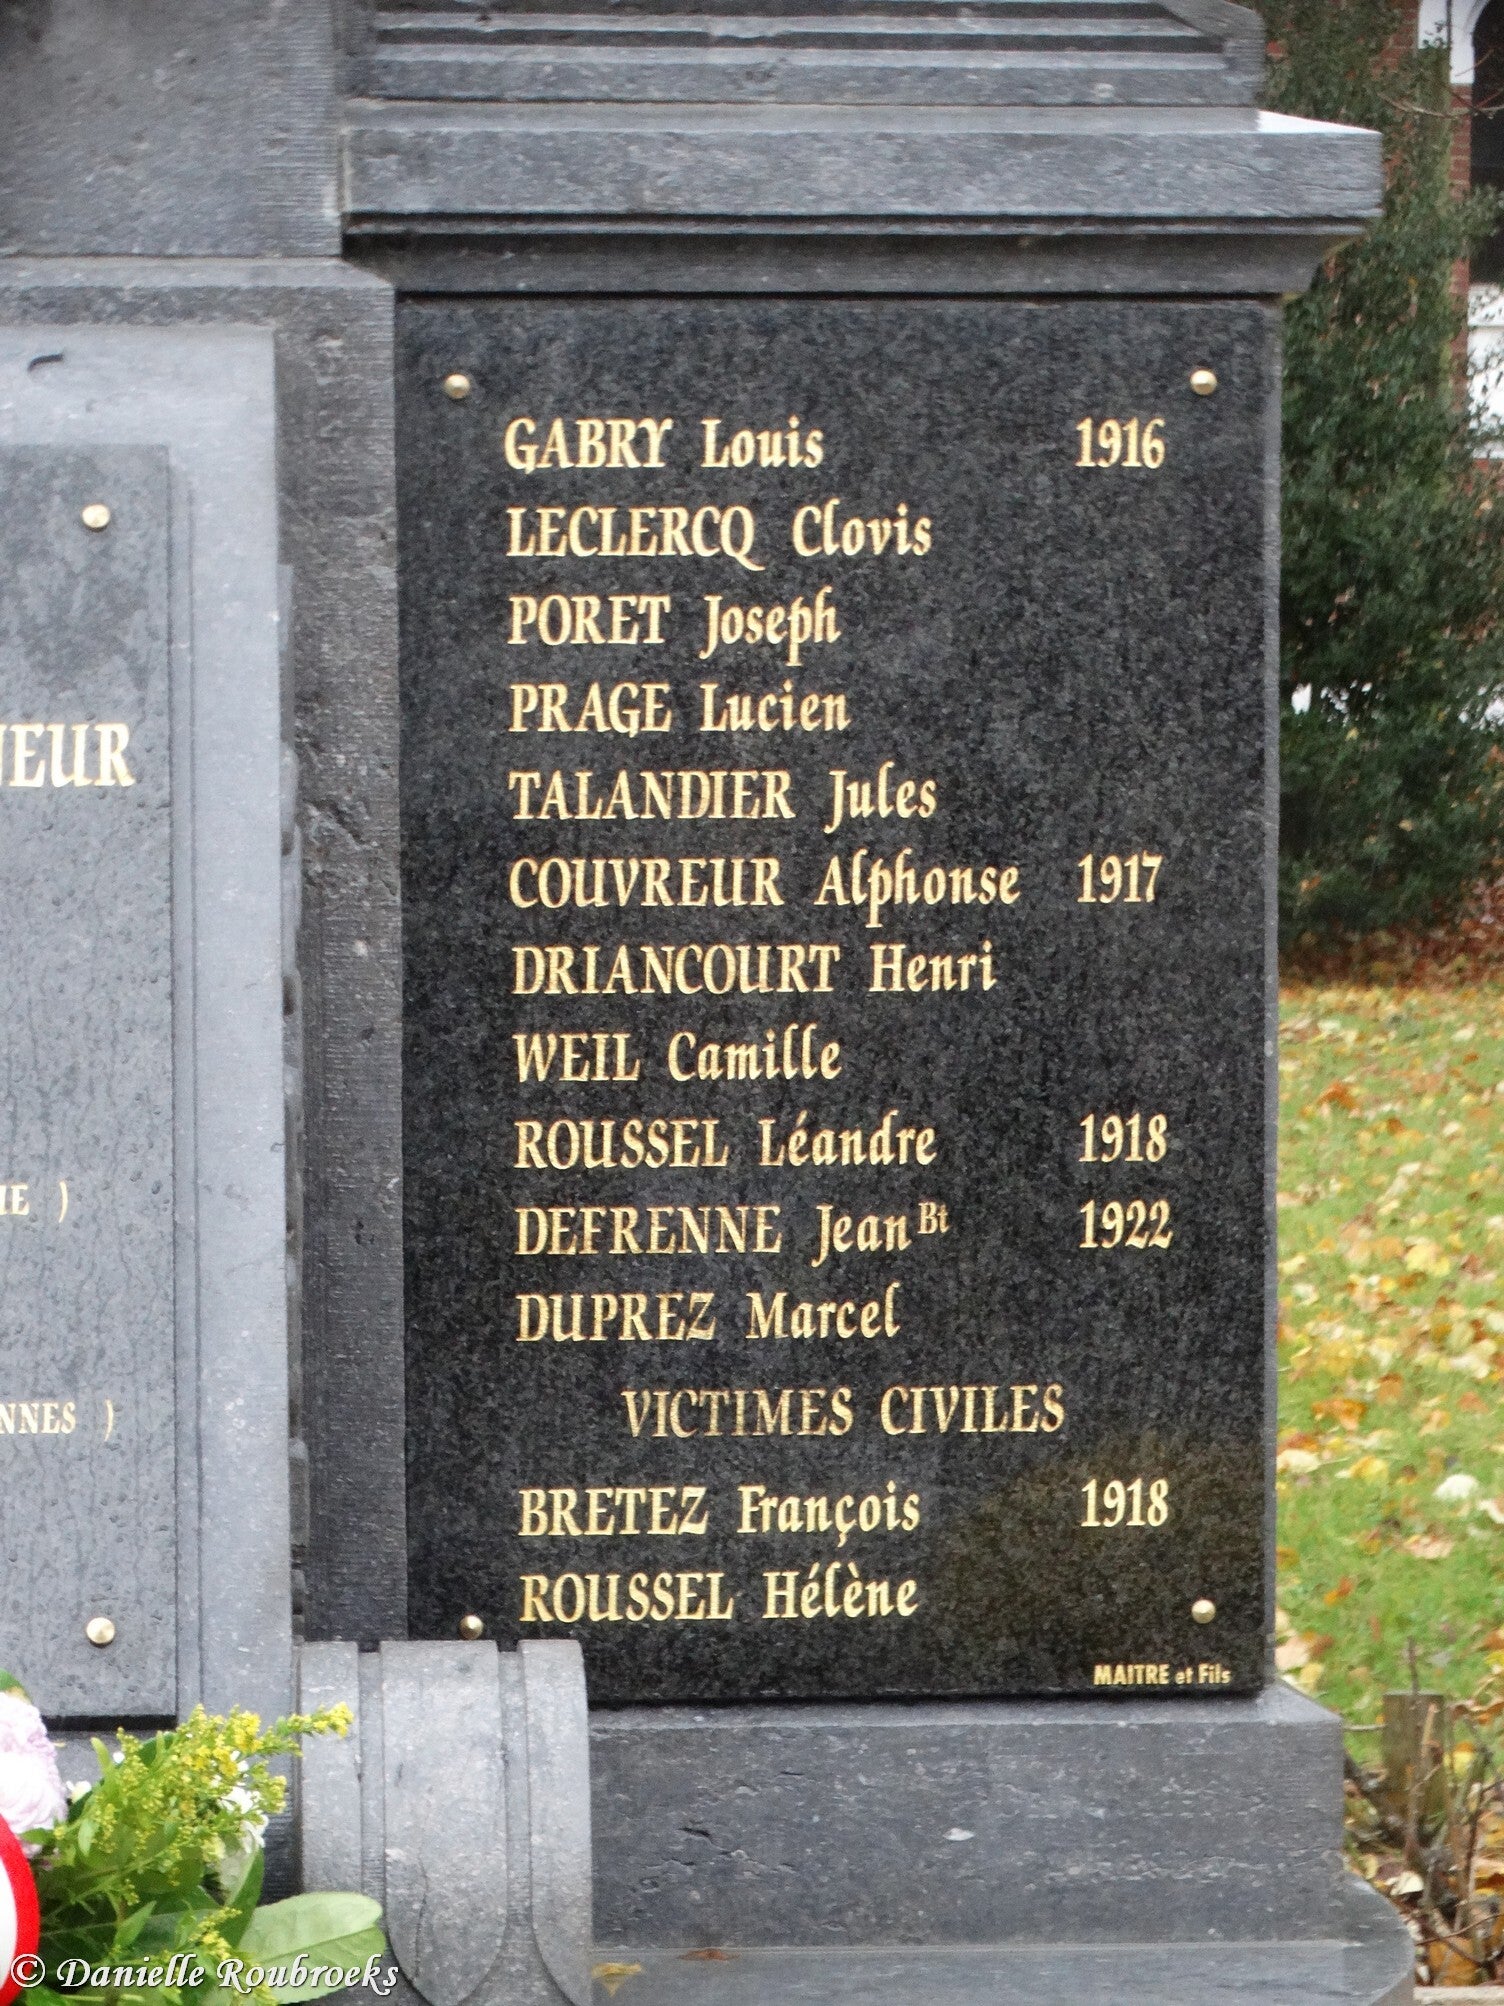 GABRY Louis 1916
LECLERCQ Clovis
PORET Joseph
PRAGE Lucien
TALANDIER Jules
COUVREUR Alphonse 1917
DRIANCOURT Henri
WEIL Camille
ROUSSEL Léandre 1918
DEFRENNE Jean Bt 1922
DUPREZ Marcel
VICTIMES CIVILES
BRETEZ François 1918
ROUSSEL Hélène
MAITRE et Fils
© Danielle Roubroeks